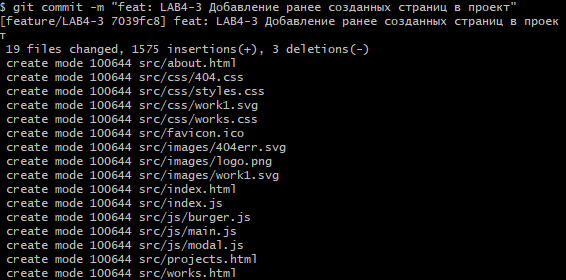 $ git commit -m "feat: LAB4-3 Добавление ранее созданных страниц в проект"
[feature/LAB4-3 7039fc8] feat: LAB4-3 Добавление ранее созданных страниц в проек
т
 19 files changed, 1575 insertions(+), 3 deletions(-)
 create mode 100644 src/about.html
 create mode 100644 src/css/404.css
 create mode 100644 src/css/styles.css
 create mode 100644 src/css/work1.svg
 create mode 100644 src/css/works.css
 create mode 100644 src/favicon.ico
 create mode 100644 src/images/404err.svg
 create mode 100644 src/images/logo.png
 create mode 100644 src/images/work1.svg
 create mode 100644 src/index.html
 create mode 100644 src/index.js
 create mode 100644 src/js/burger.js
 create mode 100644 src/js/main.js
 create mode 100644 src/js/modal.js
 create mode 100644 src/projects.html
 create mode 100644 src/works.html